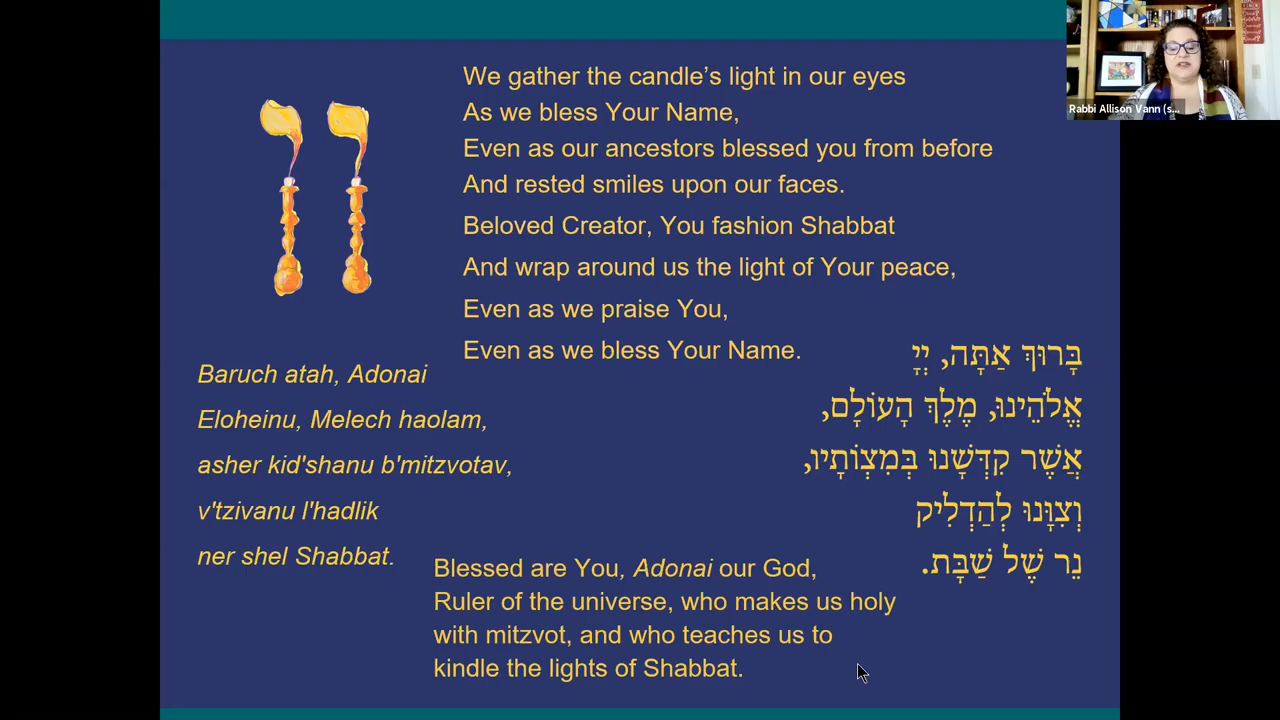 We gather the candle’s light in our eyes
As we bless Your Name,
Even as our ancestors blessed you from before
And rested smiles upon our faces.
Beloved Creator, You fashion Shabbat
And wrap around us the light of Your peace,
Even as we praise You,
Even as we bless Your Name.
Baruch atah, Adonai
Eloheinu, Melech haolam,
asher kid'shanu b'mitzvotav,
v'tzivanu l'hadlik
ner shel Shabbat.
בָּרוּךְ אַתָּה, יְיָ
אֱלֹהֵינוּ, מֶלֶךְ הָעוֹלָם,
אֲשֶׁר קִדְּשָׁנוּ בְּמִצְוֹתָיו,
וְצִוָּנוּ לְהַדְלִיק
נֵר שֶׁל שַׁבָּת.
Blessed are You, Adonai our God,
Ruler of the universe, who makes us holy
with mitzvot, and who teaches us to
kindle the lights of Shabbat.
Rabbi Allison Vann (s...